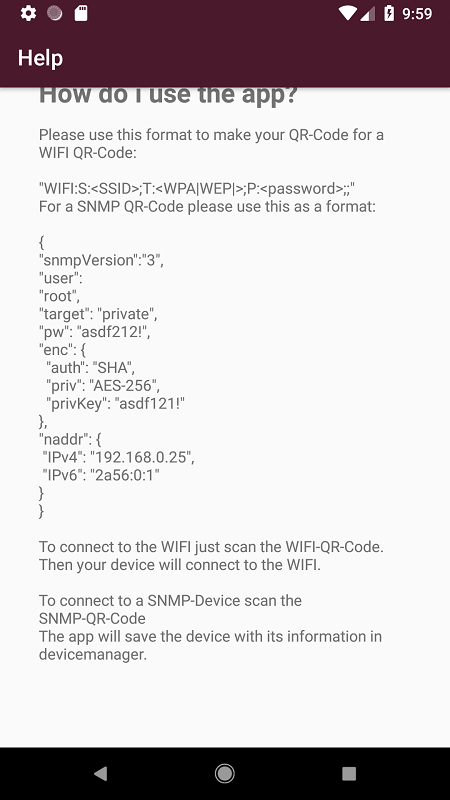 9:59
Help
How do i use the app?
Please use this format to make your QR-Code for a
WIFI QR-Code:
"WIFI:S:<SSID>;T:<WPA|WEP|>;P:<password>;;"
For a SNMP QR-Code please use this as a format:
{
"snmpVersion":"3",
"user":
"root",
"target": "private",
"pw": "asdf212!",
"enc": {
"auth": "SHA",
"priv": "AES-256",
"privKey": "asdf121!"
},
"naddr": {
"IPv4": "192.168.0.25",
"IPv6": "2a56:0:1"
}
}
To connect to the WIFI just scan the WIFI-QR-Code.
Then your device will connect to the WIFI.
To connect to a SNMP-Device scan the
SNMP-QR-Code
The app will save the device with its information in
devicemanager.